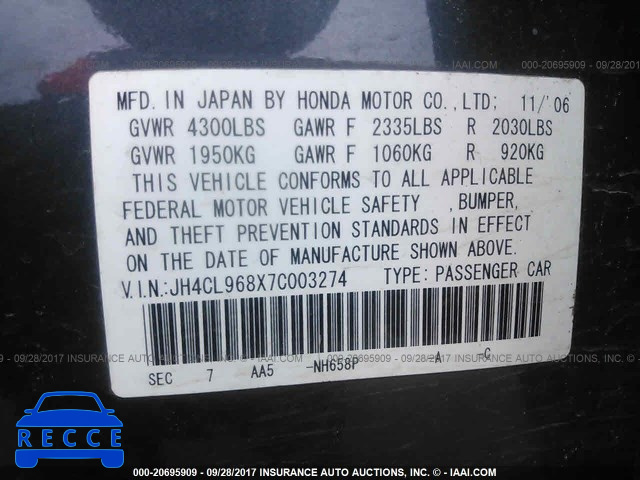 000-20695909 - 09/28/2017 INSURANCE AUTO AUCTIONS, INC. - ©IAAI.COM
MFD. IN JAPAN BY HONDA MOTOR CO.,LTD: 11/'06
GVWR 4300LBS GAWR F 2335LBS R 2030LBS
GVWR 1950KG GAWR F 1060KG R 920KG
THIS VEHICLE CONFORMS TO ALL APPLICABLE
FEDERAL MOTOR VEHICLE SAFETY ,BUMPER,
AND THEFT PREVENTION STANDARDS IN EFFECT
ON THE DATE OF MANUFACTURE SHOWN ABOVE.
V.I.N.:JH4CL968X7C003274 TYPE: PASSENGER CAR
SEC 7 AA5 -NH658P -A C
RECCE
000-20695909 - 09/28/2017 INSURANCE AUTO AUCTIONS, INC. - ©IAAI.COM